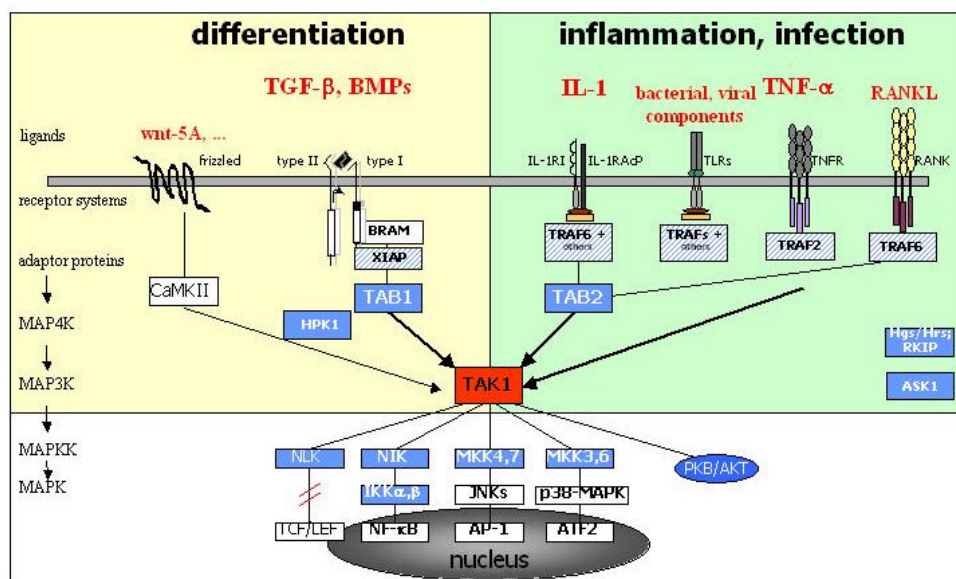 differentiation
inflammation, infection
TGF-β, BMPs
IL-1
bacterial, viral
components
TNF-α
RANKL
ligands
wnt-5A, ...
frizzled
type II
type I
IL-1RI
IL-1RAcP
TLRs
TNFR
RANK
receptor systems
BRAM
XIAP
TRAF6 +
others
TRAFs +
others
TRAF2
TRAF6
adaptor proteins
CaMKII
TAB1
TAB2
MAP4K
HPK1
Hgs/Hrs;
RKIP
MAP3K
TAK1
ASK1
MAPKK
NLK
NIK
MKK4,7
MKK3,6
PKB/AKT
MAPK
IKKα,β
JNKs
p38-MAPK
TCF/LEF
NF-κB
AP-1
ATF2
nucleus